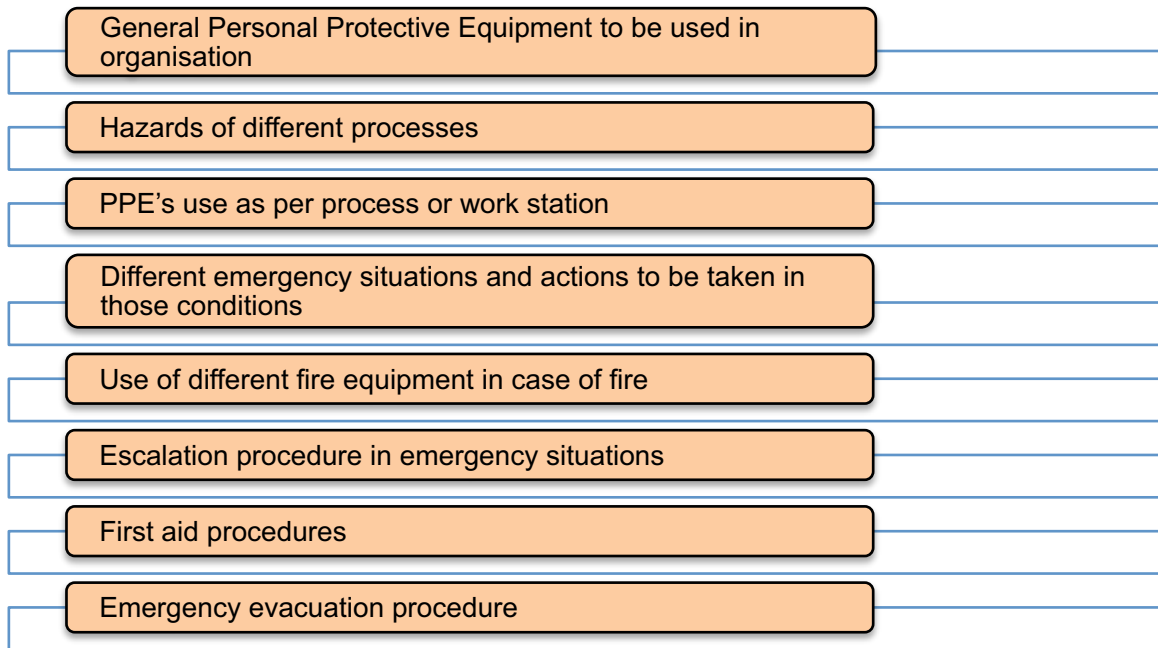 General Personal Protective Equipment to be used in
organisation
Hazards of different processes
PPE’s use as per process or work station
Different emergency situations and actions to be taken in
those conditions
Use of different fire equipment in case of fire
Escalation procedure in emergency situations
First aid procedures
Emergency evacuation procedure